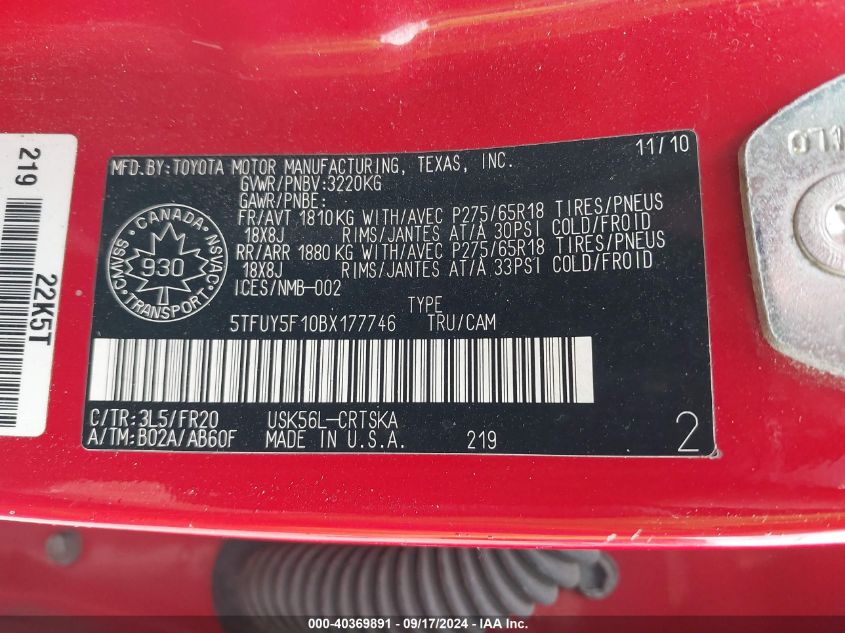 MFD. BY: TOYOTA MOTOR MANUFACTURING, TEXAS, INC. 11/10
GVWR/PNBV:3220KG
GAWR/PNBE:
FR/AVT 1810KG WITH/AVEC P275/65R18 TIRES/PNEUS
18X8J RIMS/JANTES AT/A 30PSI COLD/FROID
RR/ARR 1880 KG WITH/AVEC P275/65R18 TIRES/PNEUS
18X8J RIMS/JANTES AT/A 33PSI COLD/FROID
ICES/NMB-002
TYPE
5TFUY5F10BX177746 TRU/CAM
CANADA
CMVSS NSVAC
930
TRANSPORT
C/TR: 3L5/FR20 USK56L-CRTSKA
A/TM: B02A/AB60F MADE IN U.S.A. 219 2
219
22K5T
000-40369891 / 09/17/2024 - IAA Inc.